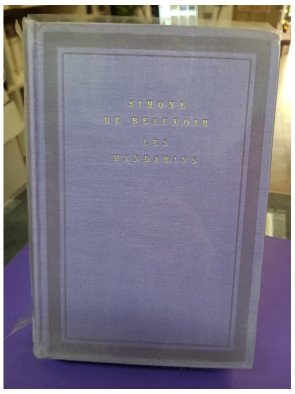 SIMONE
DE BEAUVOIR
LES
MANDARINS